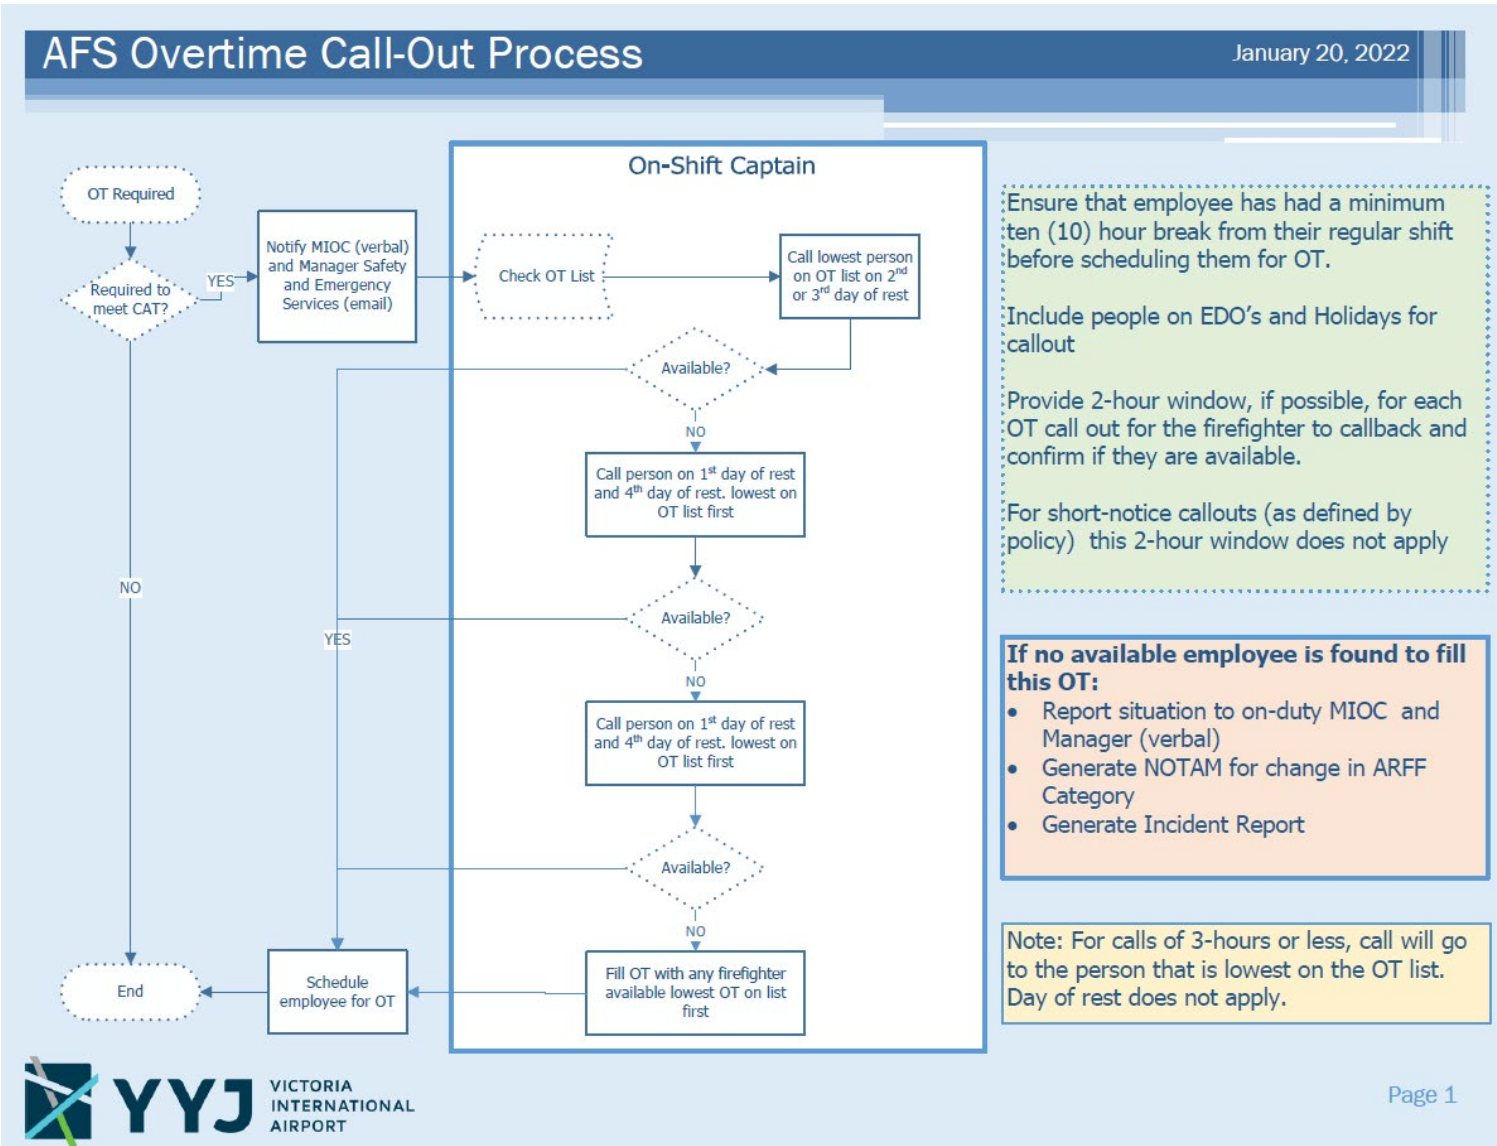 AFS Overtime Call-Out Process
January 20, 2022
On-Shift Captain
OT Required
Required to
meet CAT?
YES
Notify MIOC (verbal)
and Manager Safety
and Emergency
Services (email)
Check OT List
Call lowest person
on OT list on 2nd
or 3rd day of rest
Available?
NO
Call person on 1st day of rest
and 4th day of rest. lowest on
OT list first
Available?
NO
YES
NO
Call person on 1st day of rest
and 4th day of rest. lowest on
OT list first
Available?
NO
Fill OT with any firefighter
available lowest OT on list
first
Schedule
employee for OT
End
Ensure that employee has had a minimum
ten (10) hour break from their regular shift
before scheduling them for OT.
Include people on EDO's and Holidays for
callout
Provide 2-hour window, if possible, for each
OT call out for the firefighter to callback and
confirm if they are available.
For short-notice callouts (as defined by
policy) this 2-hour window does not apply
If no available employee is found to fill
this OT:
• Report situation to on-duty MIOC and
Manager (verbal)
• Generate NOTAM for change in ARFF
Category
• Generate Incident Report
Note: For calls of 3-hours or less, call will go
to the person that is lowest on the OT list.
Day of rest does not apply.
YYJ
VICTORIA
INTERNATIONAL
AIRPORT
Page 1